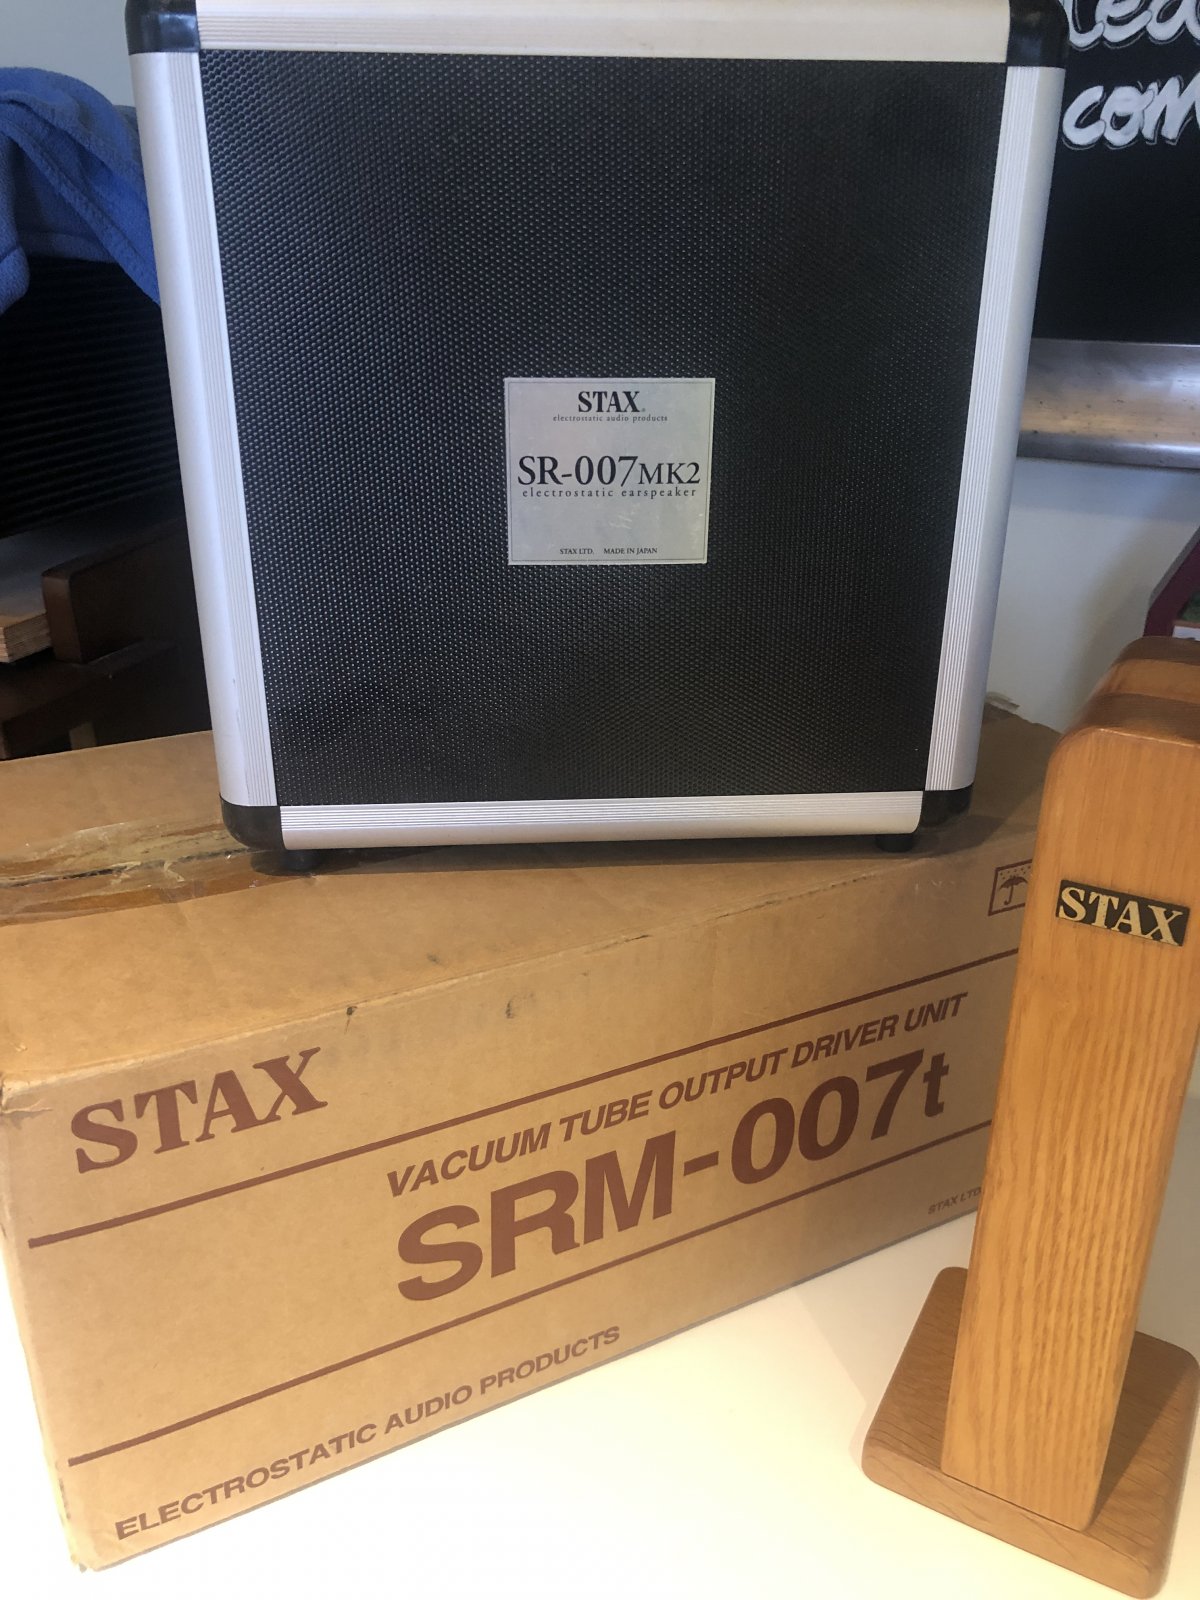 com
STAX
electrostatic audio products
SR-007MK2
electrostatic earspeaker
STAX LTD. MADE IN JAPAN
STAX
STAX
VACUUM TUBE OUTPUT DRIVER UNIT
SRM-007t
STAX LTD.
ELECTROSTATIC AUDIO PRODUCTS